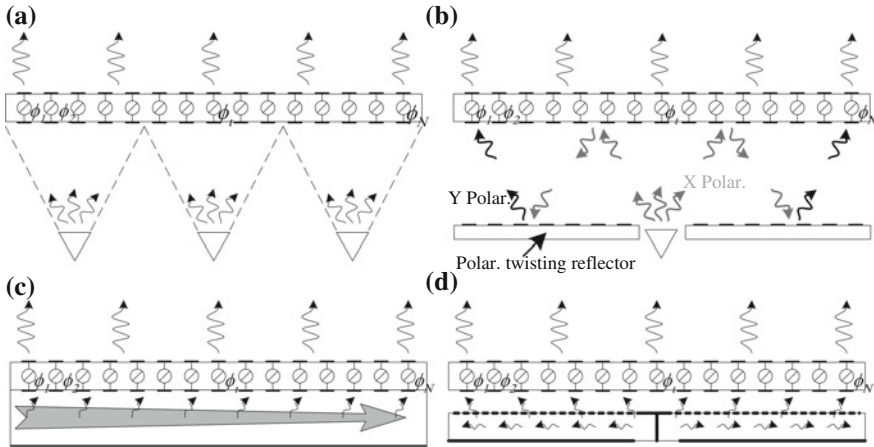 (a)
ϕ1 ϕ2 ϕi ϕN
(b)
ϕ1 ϕ2 ϕi ϕN
X Polar.
Y Polar.
Polar. twisting reflector
(c)
ϕ1 ϕ2 ϕi ϕN
(d)
ϕ1 ϕ2 ϕi ϕN